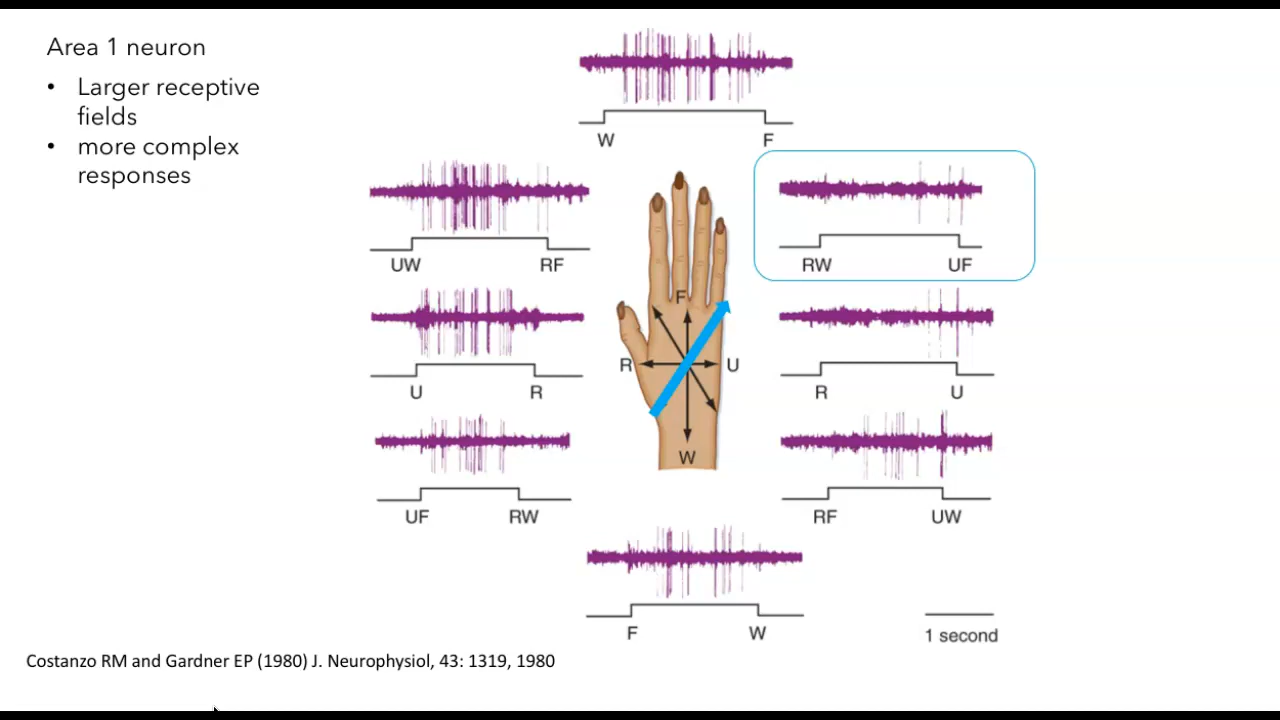 Area 1 neuron
• Larger receptive
fields
• more complex
responses
W F
UW RF
RW UF
F
U R
R U
R U
W
UF RW
RF UW
F W
1 second
Costanzo RM and Gardner EP (1980) J. Neurophysiol, 43: 1319, 1980